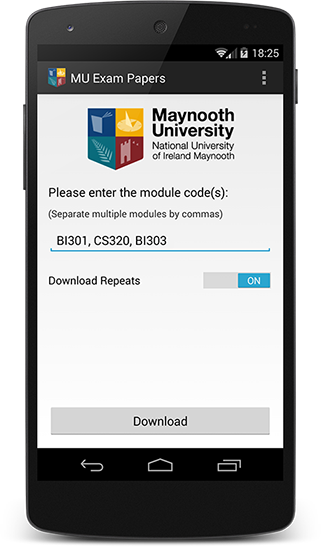 18:25
MU Exam Papers
Maynooth
University
National University
of Ireland Maynooth
Please enter the module code(s):
(Separate multiple modules by commas)
BI301, CS320, BI303
Download Repeats ON
Download